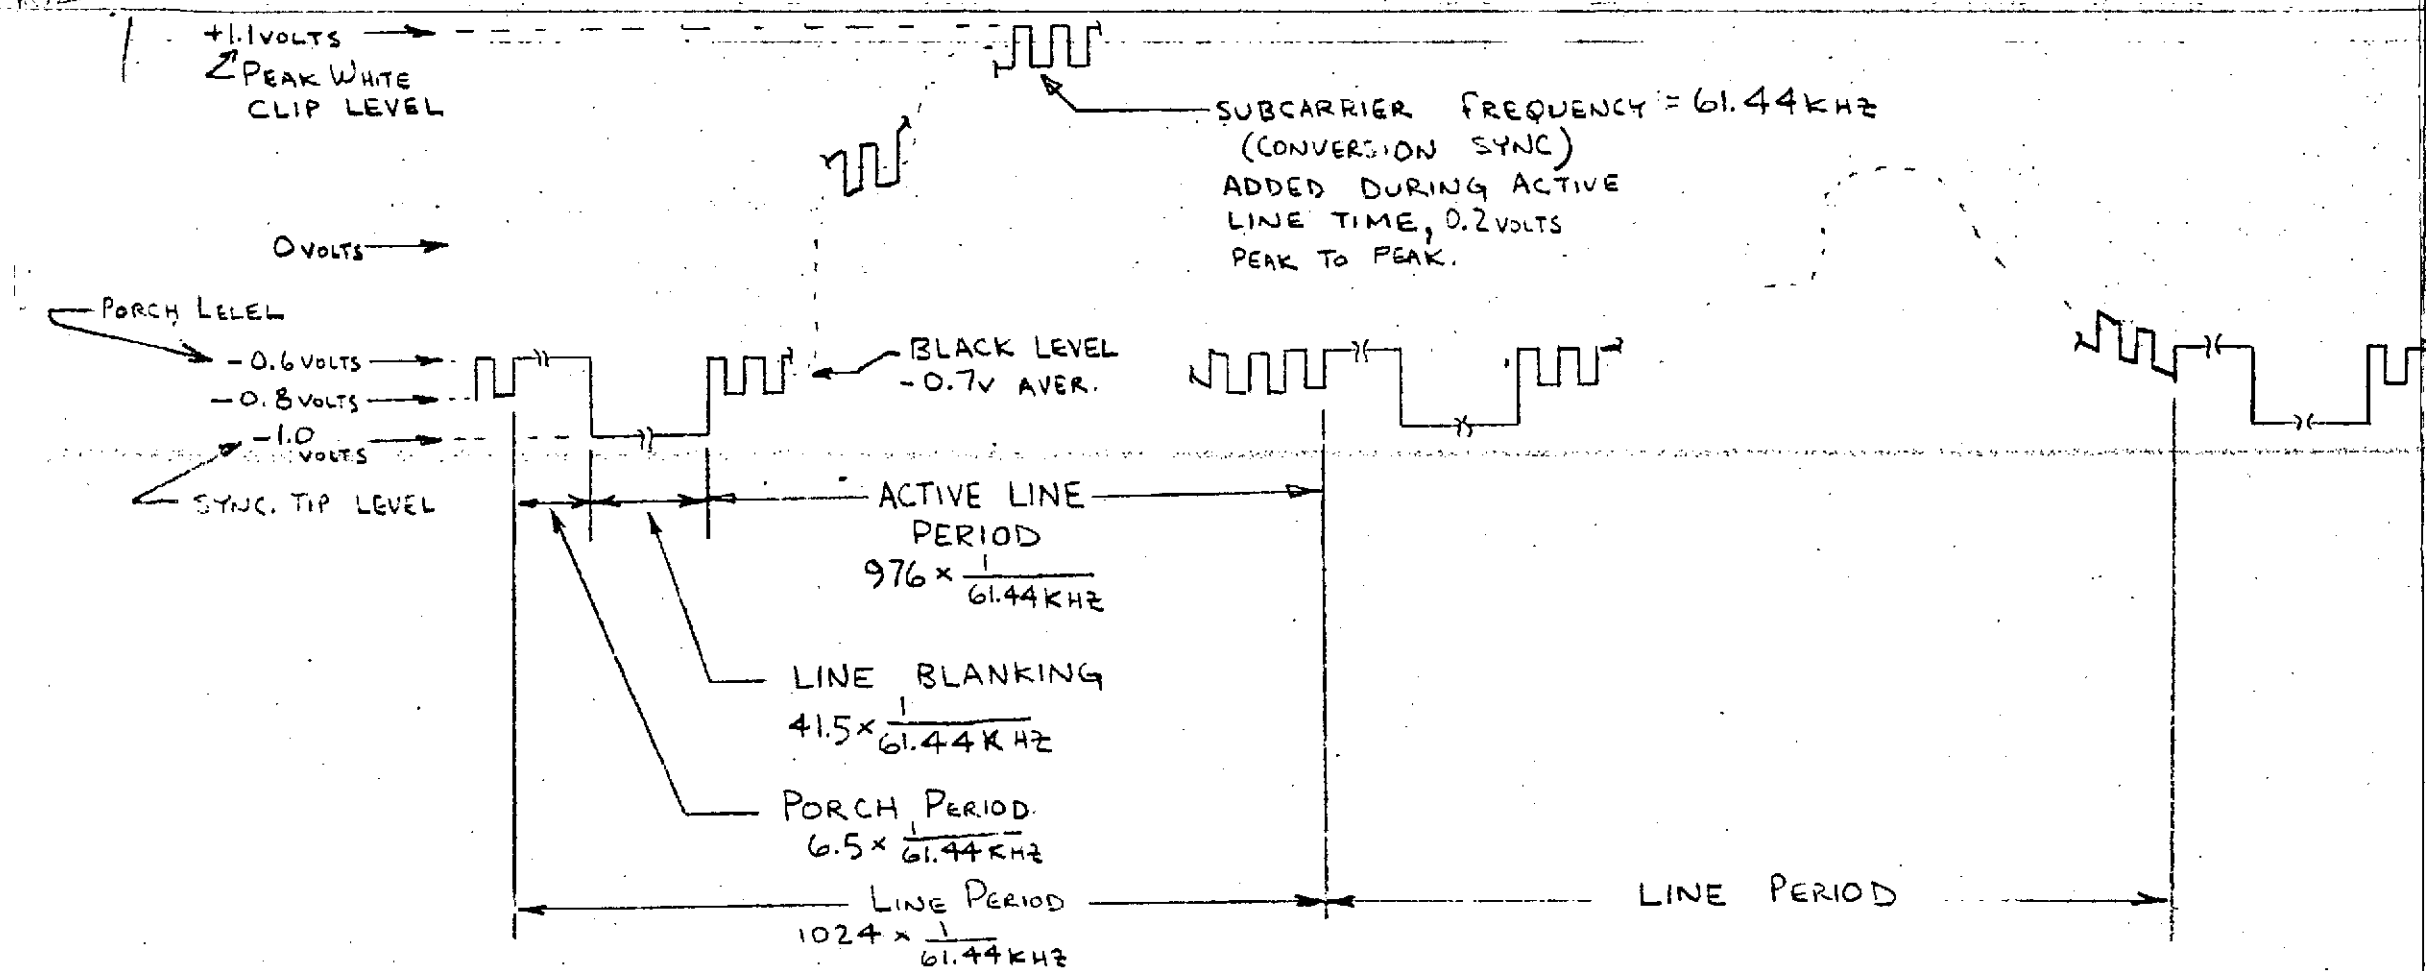 +1.1 VOLTS
PEAK WHITE
CLIP LEVEL
SUBCARRIER FREQUENCY = 61.44 KHZ
(CONVERSION SYNC)
ADDED DURING ACTIVE
LINE TIME, 0.2 VOLTS
PEAK TO PEAK.
0 VOLTS
PORCH LELEL
-0.6 VOLTS
-0.8 VOLTS
-1.0
VOLTS
SYNC. TIP LEVEL
BLACK LEVEL
-0.7V AVER.
ACTIVE LINE
PERIOD
976 × 1/61.44 KHZ
LINE BLANKING
41.5 × 1/61.44 KHZ
PORCH PERIOD
6.5 × 1/61.44 KHZ
LINE PERIOD
1024 × 1/61.44 KHZ
LINE PERIOD